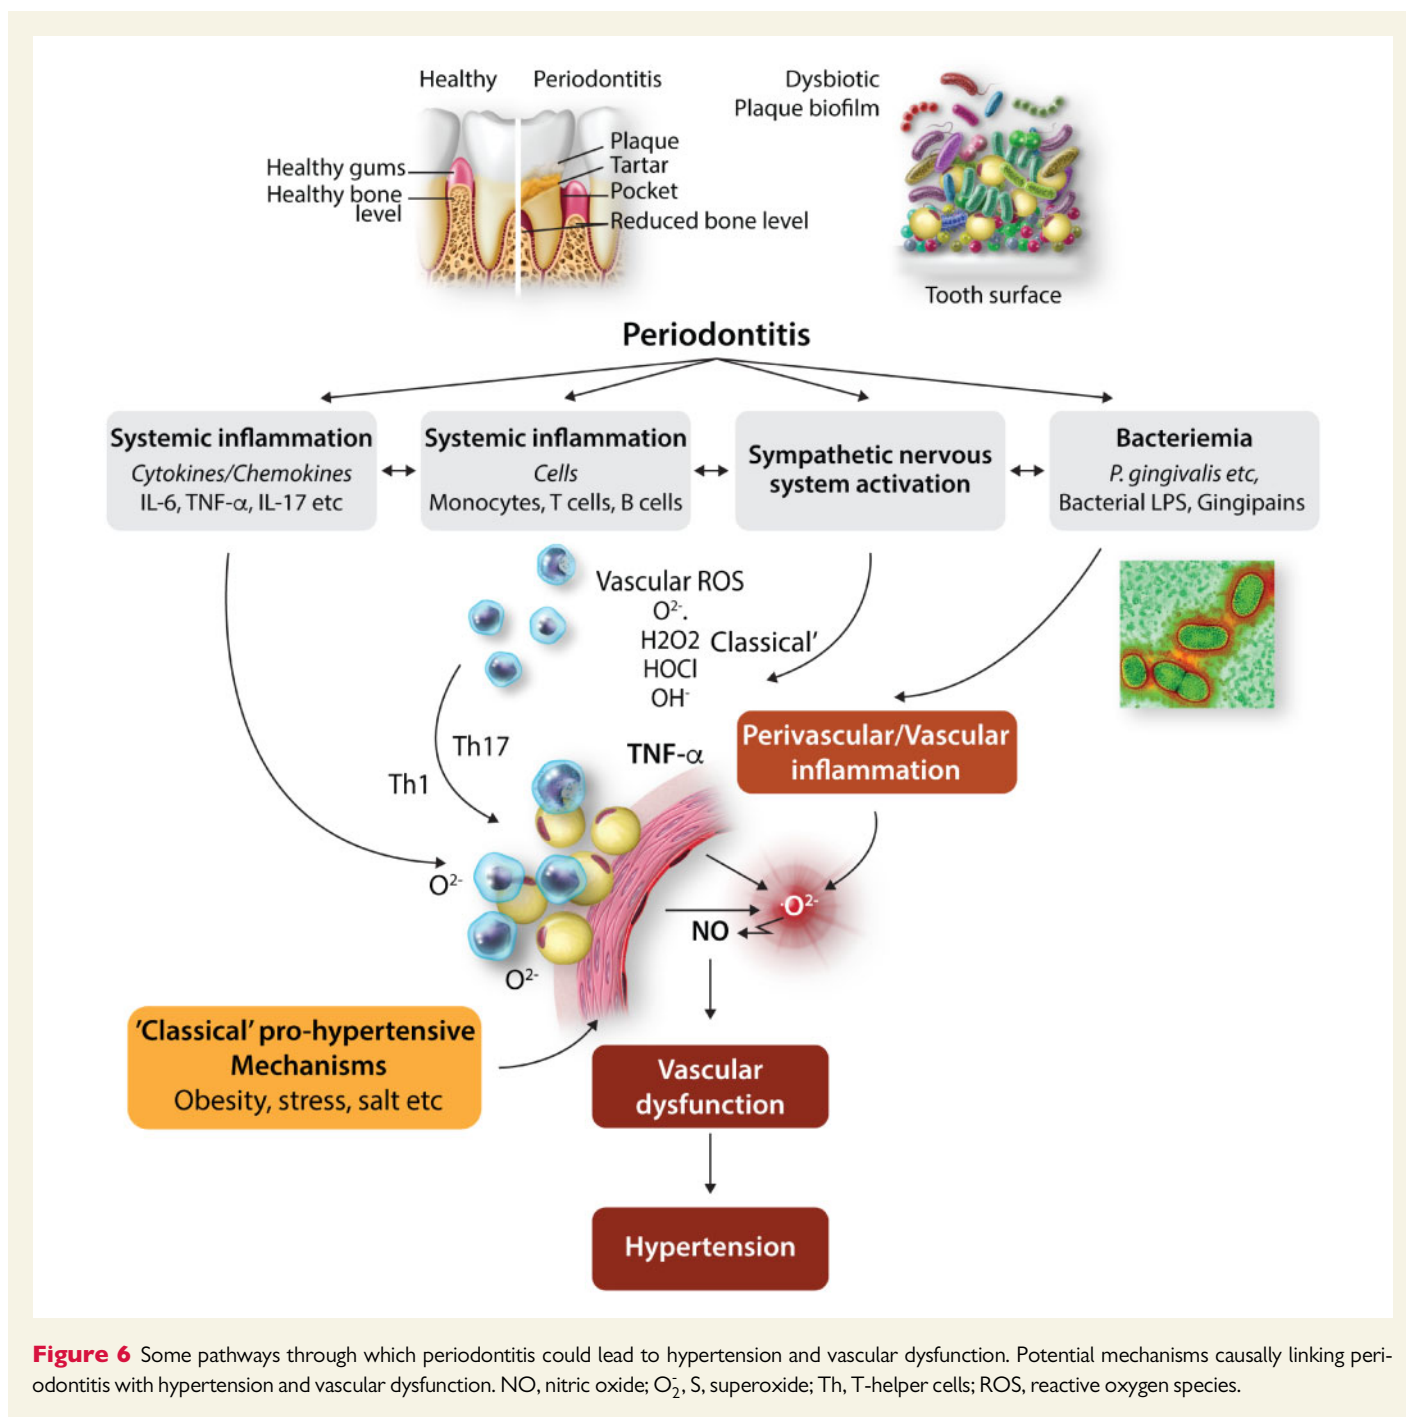 Healthy
Periodontitis
Healthy gums
Healthy bone
level
Plaque
Tartar
Pocket
Reduced bone level
Dysbiotic
Plaque biofilm
Tooth surface
Periodontitis
Systemic inflammation
Cytokines/Chemokines
IL-6, TNF-α, IL-17 etc
Systemic inflammation
Cells
Monocytes, T cells, B cells
Sympathetic nervous
system activation
Bacteriemia
P. gingivalis etc,
Bacterial LPS, Gingipains
Vascular ROS
O²⁻.
H2O2
HOCl
OH⁻
Classical’
Th17
Th1
TNF-α
Perivascular/Vascular
inflammation
O²⁻
O²⁻
·O²⁻
NO
’Classical’ pro-hypertensive
Mechanisms
Obesity, stress, salt etc
Vascular
dysfunction
Hypertension
Figure 6 Some pathways through which periodontitis could lead to hypertension and vascular dysfunction. Potential mechanisms causally linking peri-
odontitis with hypertension and vascular dysfunction. NO, nitric oxide; O₂⁻, S, superoxide; Th, T-helper cells; ROS, reactive oxygen species.